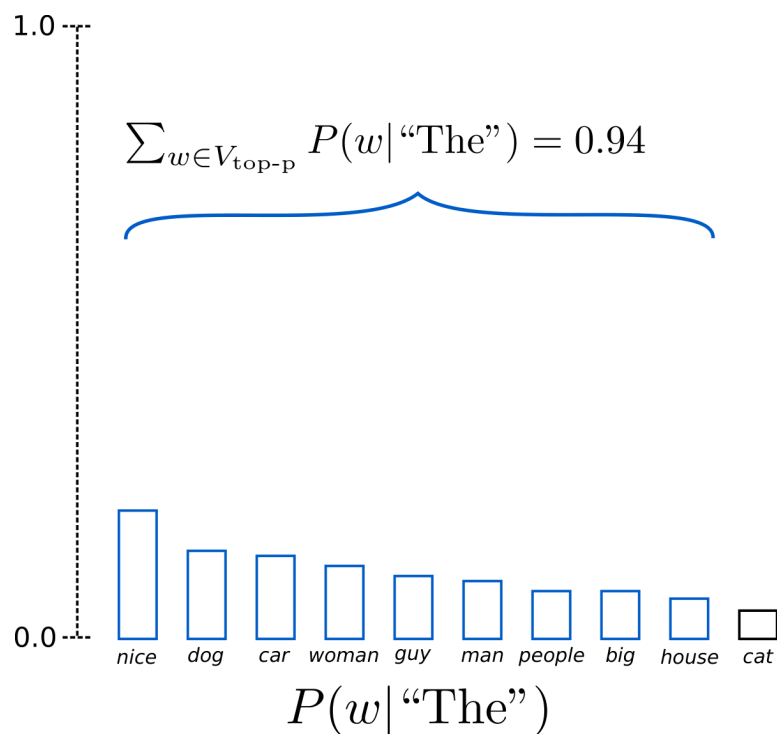 1.0
∑w∈Vtop-p P(w|“The”) = 0.94
0.0
nice dog car woman guy man people big house cat
P(w|“The”)